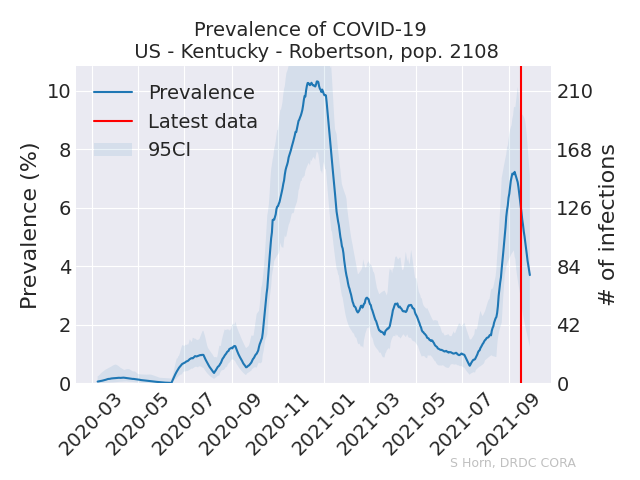 Prevalence of COVID-19
US - Kentucky - Robertson, pop. 2108
Prevalence (%)
10
8
6
4
2
0
Prevalence
Latest data
95CI
210
168
126
84
42
0
# of infections
2020-03
2020-05
2020-07
2020-09
2020-11
2021-01
2021-03
2021-05
2021-07
2021-09
S Horn, DRDC CORA